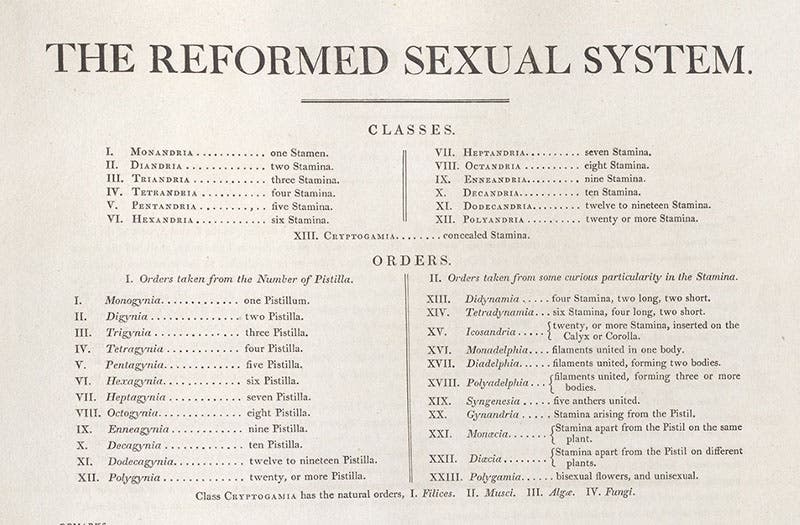 THE REFORMED SEXUAL SYSTEM.
CLASSES.
I. MONANDRIA............ one Stamen.
II. DIANDRIA............ two Stamina.
III. TRIANDRIA............ three Stamina.
IV. TETRANDRIA............ four Stamina.
V. PENTANDRIA............ five Stamina.
VI. HEXANDRIA............ six Stamina.
VII. HEPTANDRIA.......... seven Stamina.
VIII. OCTANDRIA .......... eight Stamina.
IX. ENNEANDRIA.......... nine Stamina.
X. DECANDRIA.......... ten Stamina.
XI. DODECANDRIA.......... twelve to nineteen Stamina.
XII. POLYANDRIA .......... twenty or more Stamina.
XIII. CRYPTOGAMIA........concealed Stamina.
ORDERS.
I. Orders taken from the Number of Pistilla.
I. Monogynia............ one Pistillum.
II. Digynia ............ two Pistilla.
III. Trigynia ............ three Pistilla.
IV. Tetragynia ............ four Pistilla.
V. Pentagynia............ five Pistilla.
VI. Hexagynia ............ six Pistilla.
VII. Heptagynia ............ seven Pistilla.
VIII. Octogynia............ eight Pistilla.
IX. Enneagynia ............ nine Pistilla.
X. Decagynia ............ ten Pistilla.
XI. Dodecagynia............ twelve to nineteen Pistilla.
XII. Polygynia ............ twenty, or more Pistilla.
II. Orders taken from some curious particularity in the Stamina.
XIII. Didynamia ..... four Stamina, two long, two short.
XIV. Tetradynamia... six Stamina, four long, two short.
XV. Icosandria ..... {twenty, or more Stamina, inserted on the
Calyx or Corolla.
XVI. Monadelphia.... filaments united in one body.
XVII. Diadelphia..... filaments united, forming two bodies.
XVIII. Polyadelphia ... {filaments united, forming three or more
bodies.
XIX. Syngenesia ..... five anthers united.
XX. Gynandria ..... Stamina arising from the Pistil.
XXI. Monœcia....... {Stamina apart from the Pistil on the same
plant.
XXII. Diœcia ....... {Stamina apart from the Pistil on different
plants.
XXIII. Polygamia...... bisexual flowers, and unisexual.
Class CRYPTOGAMIA has the natural orders, I. Filices. II. Musci. III. Algæ. IV. Fungi.